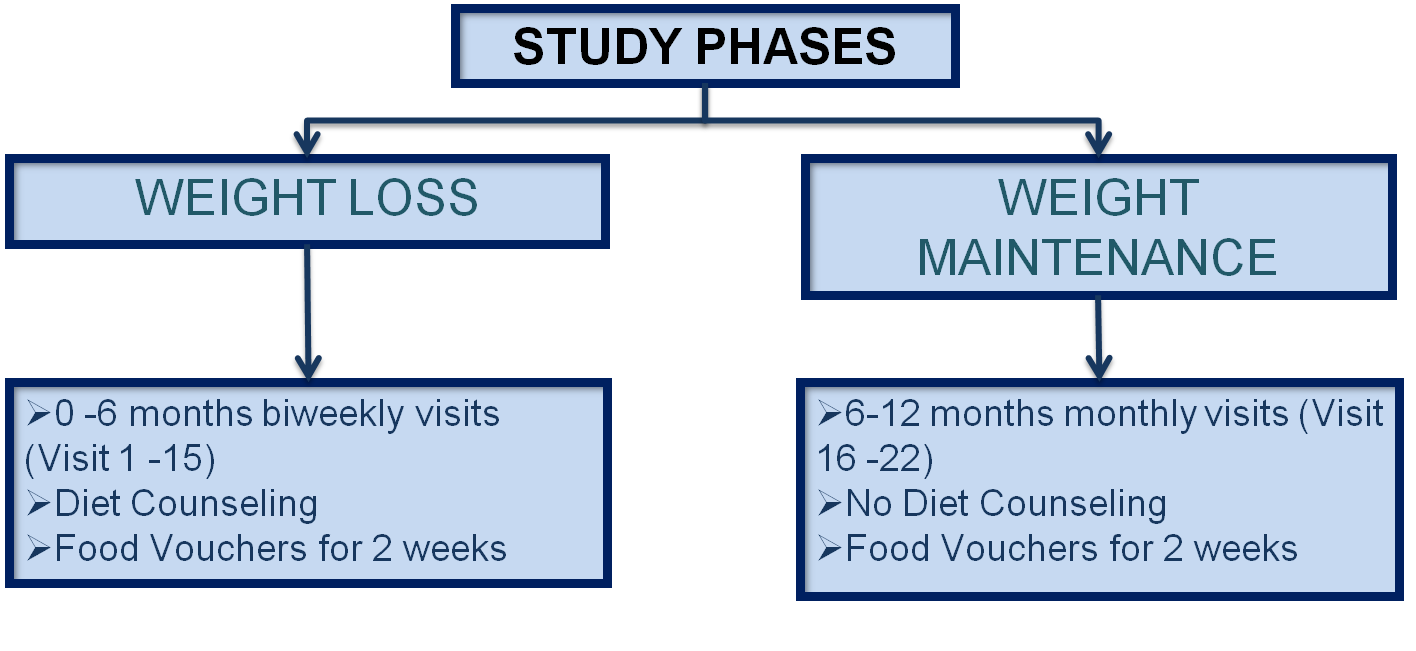 STUDY PHASES
WEIGHT LOSS
WEIGHT
MAINTENANCE
➢0 -6 months biweekly visits
(Visit 1 -15)
➢Diet Counseling
➢Food Vouchers for 2 weeks
➢6-12 months monthly visits (Visit
16 -22)
➢No Diet Counseling
➢Food Vouchers for 2 weeks